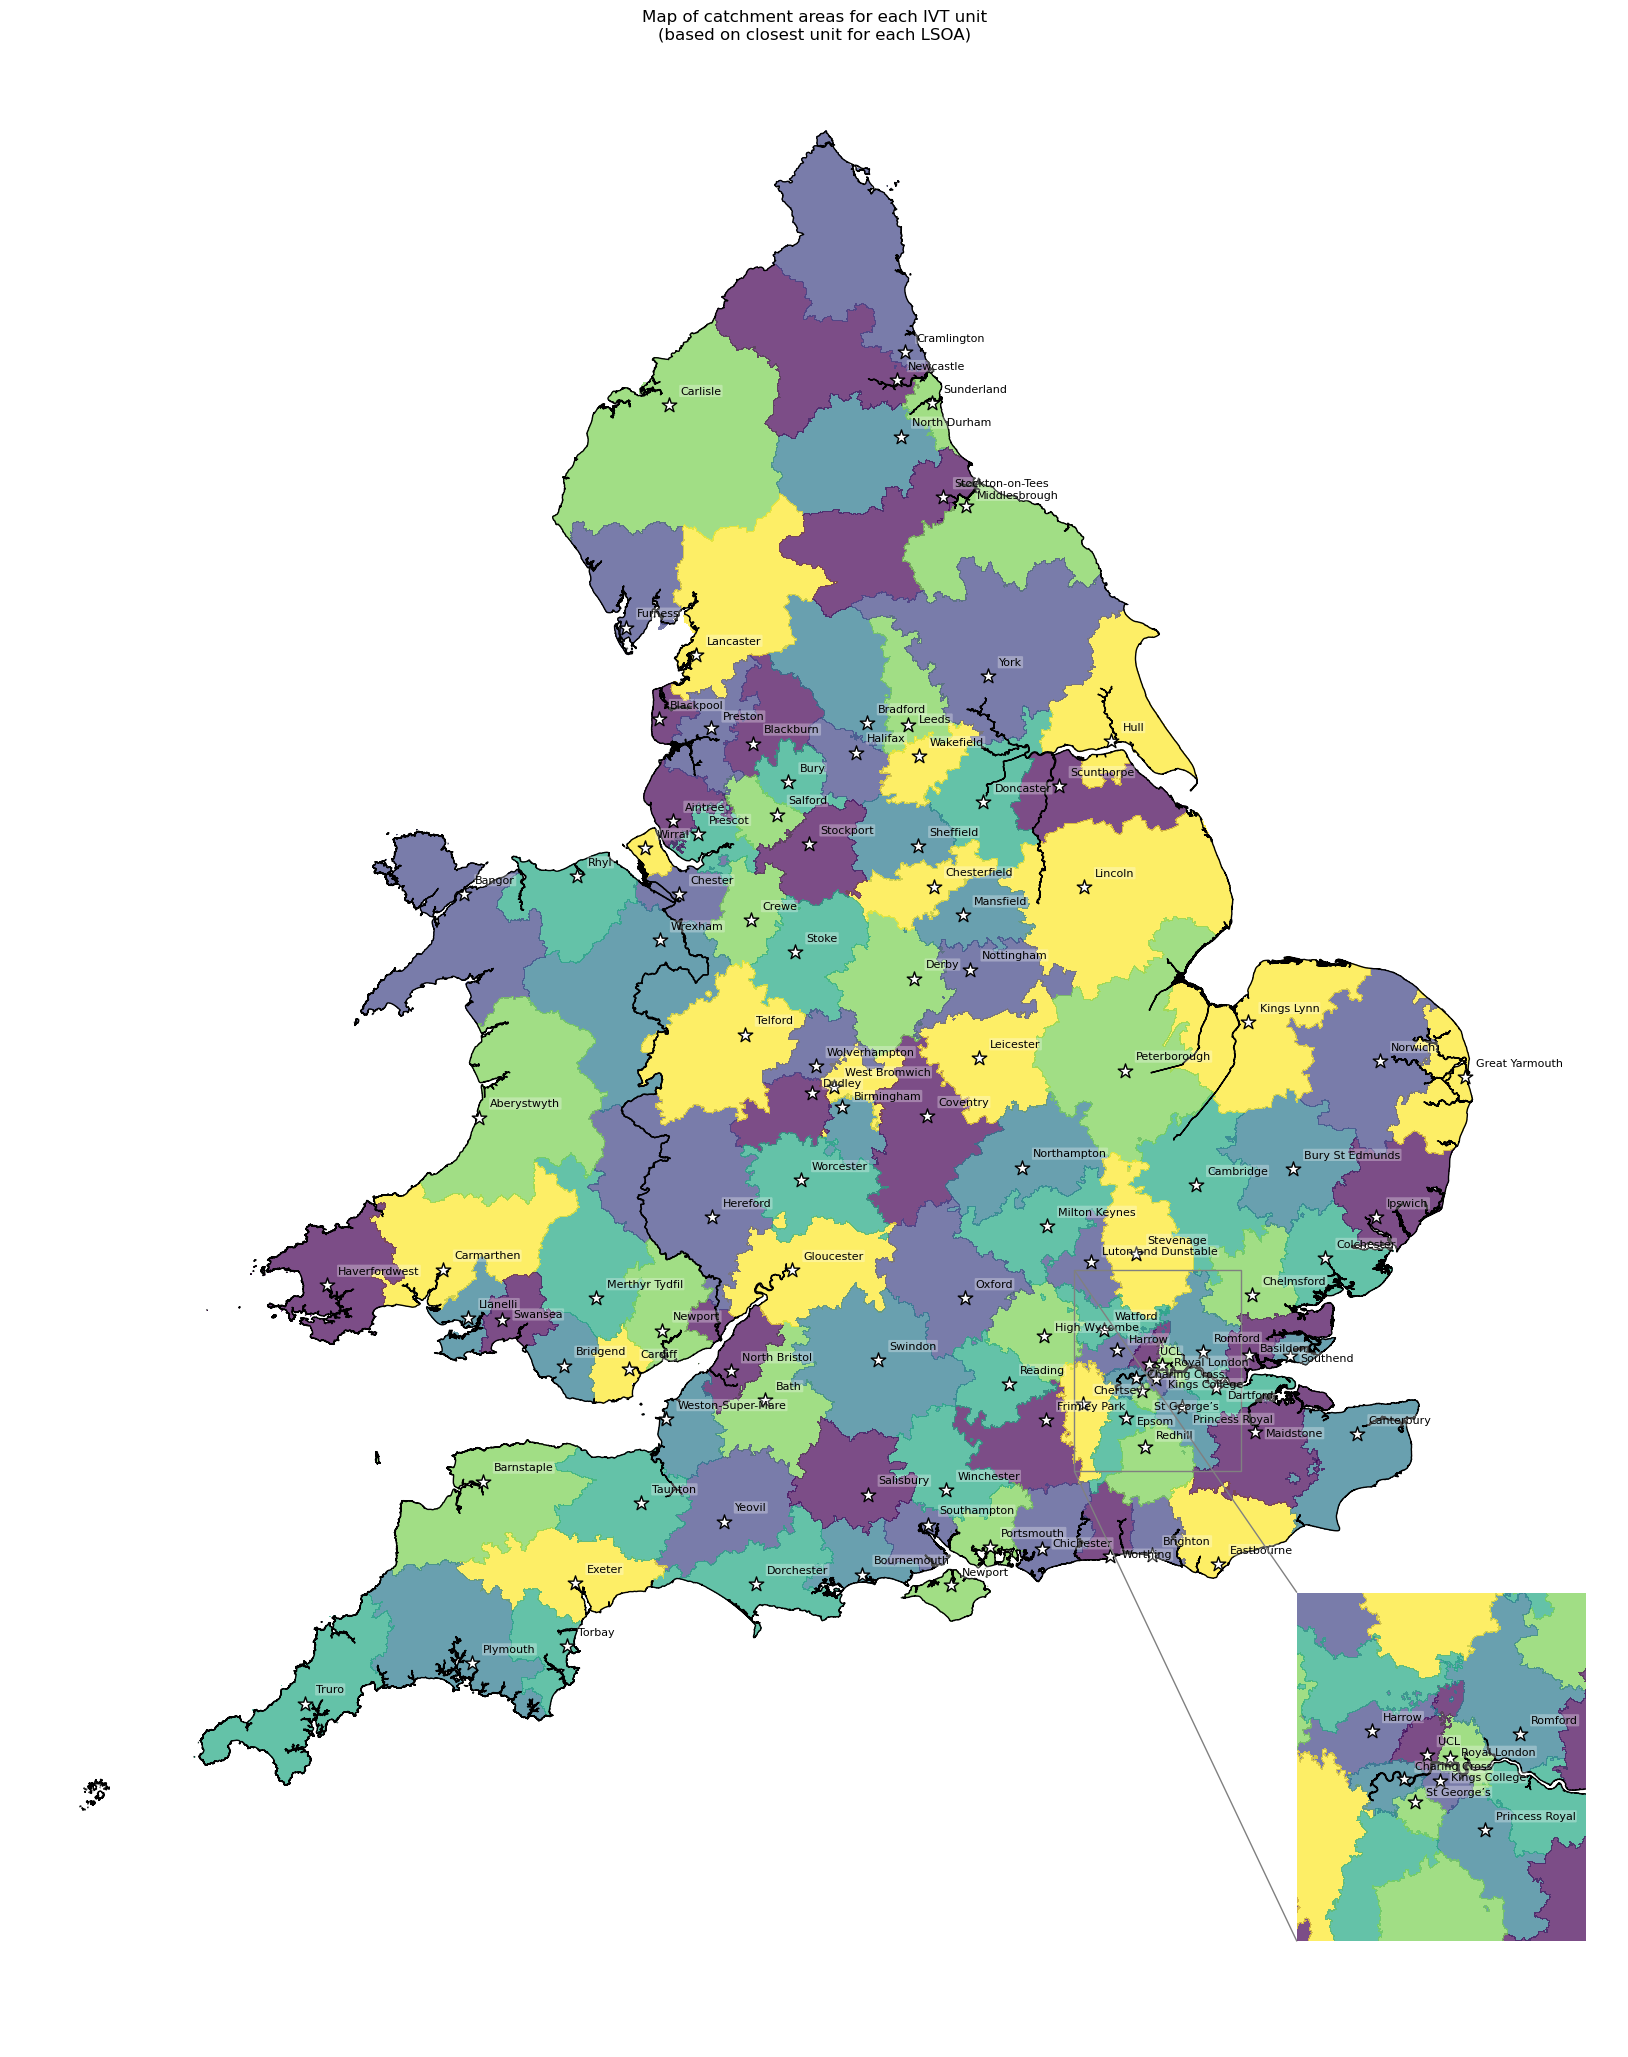 Map of catchment areas for each IVT unit
(based on closest unit for each LSOA)
Cramlington
Newcastle
Sunderland
Carlisle
North Durham
Stockton-on-Tees
Middlesbrough
Furness
Lancaster
York
Blackpool
Preston
Bradford
Leeds
Blackburn
Halifax
Wakefield
Hull
Bury
Scunthorpe
Doncaster
Salford
Aintree
Prescot
Stockport
Sheffield
Wirral
Rhyl
Bangor
Chester
Chesterfield
Lincoln
Crewe
Mansfield
Wrexham
Stoke
Derby
Nottingham
Kings Lynn
Telford
Leicester
Norwich
Wolverhampton
Peterborough
Great Yarmouth
West Bromwich
Dudley
Birmingham
Aberystwyth
Coventry
Bury St Edmunds
Worcester
Northampton
Cambridge
Hereford
Milton Keynes
Ipswich
Stevenage
Carmarthen
Gloucester
Luton and Dunstable
Colchester
Haverfordwest
Merthyr Tydfil
Oxford
Chelmsford
Llanelli
Swansea
Newport
Watford
High Wycombe
Harrow
Romford
Bridgend
Cardiff
North Bristol
Swindon
UCL
Basildon
Southend
Royal London
Reading
Charing Cross
Kings College
Bath
Chertsey
Dartford
Weston-Super-Mare
Frimley Park
St George's
Princess Royal
Canterbury
Epsom
Maidstone
Redhill
Barnstaple
Taunton
Salisbury
Winchester
Yeovil
Southampton
Portsmouth
Chichester
Worthing
Brighton
Eastbourne
Exeter
Dorchester
Bournemouth
Newport
Torbay
Plymouth
Truro
Harrow
Romford
UCL
Royal London
Charing Cross
Kings College
St George's
Princess Royal